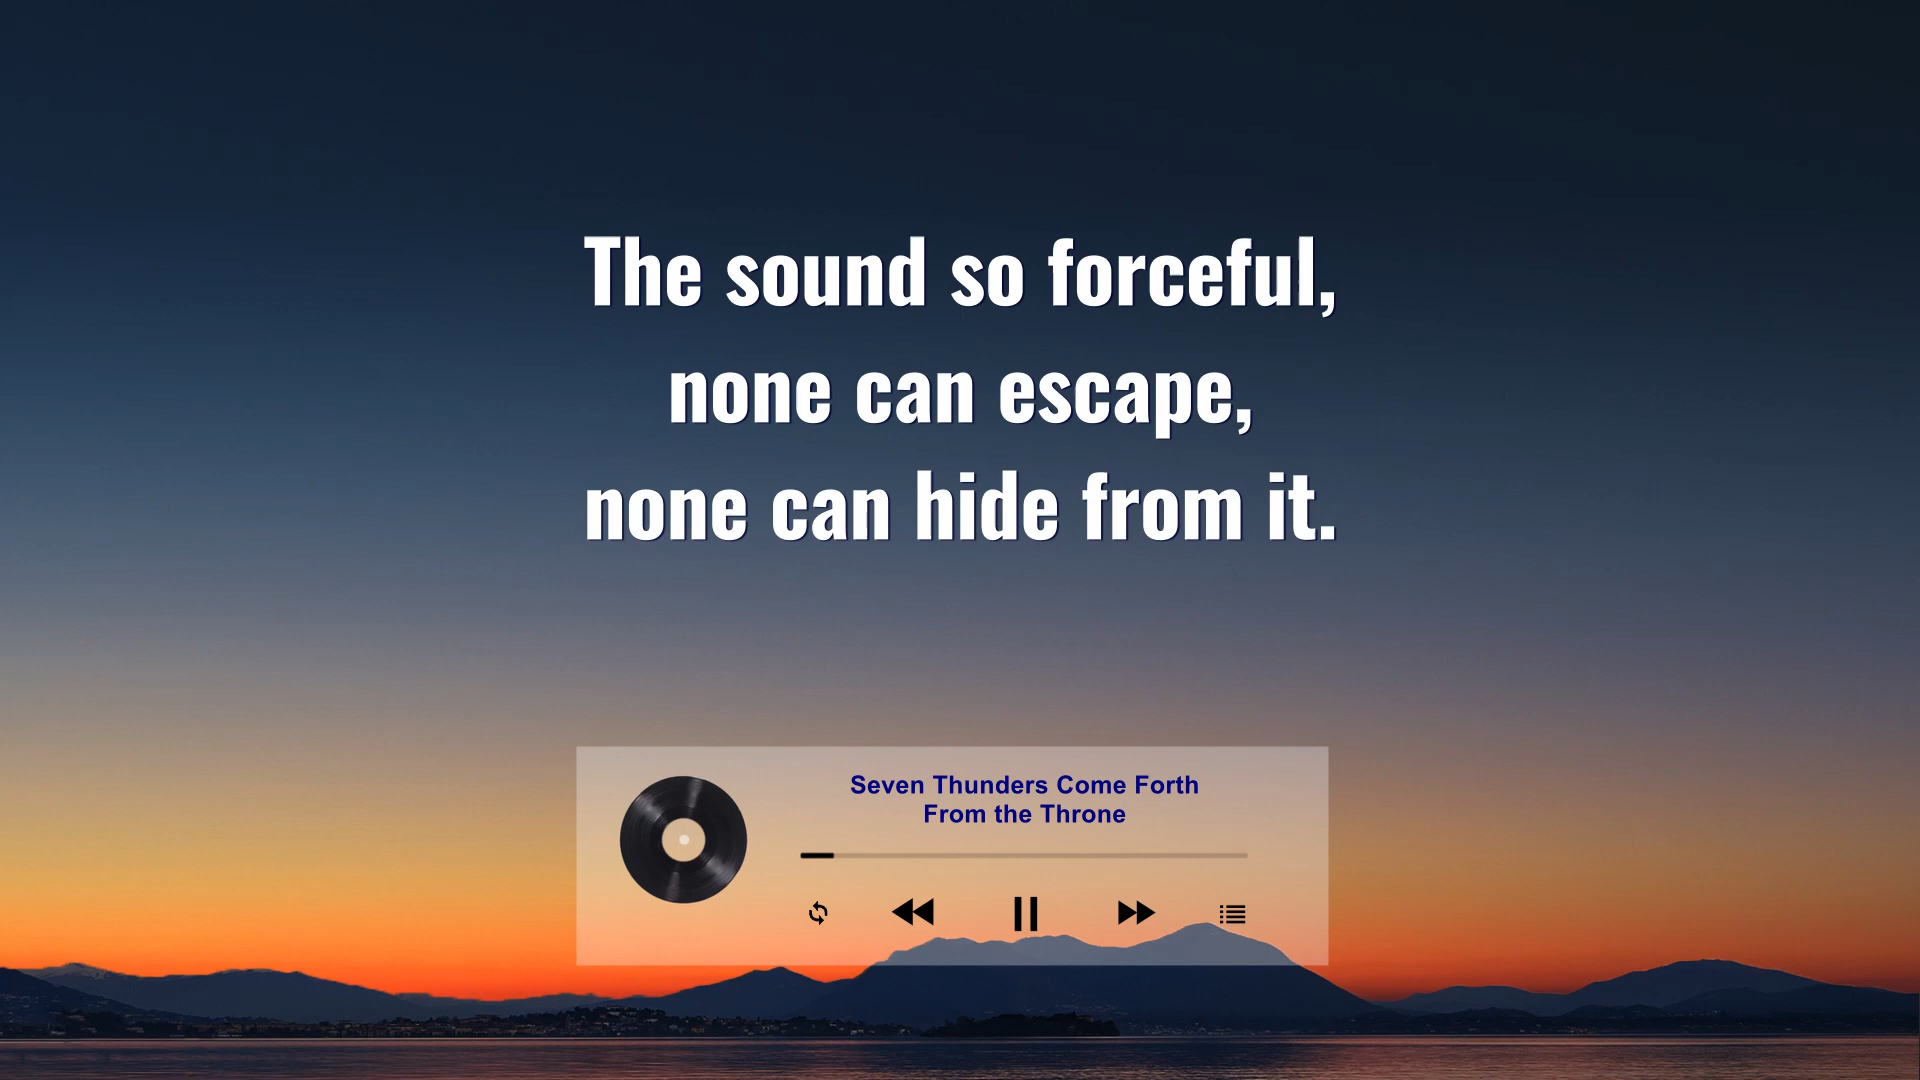 The sound so forceful,
none can escape,
none can hide from it.
Seven Thunders Come Forth
From the Throne